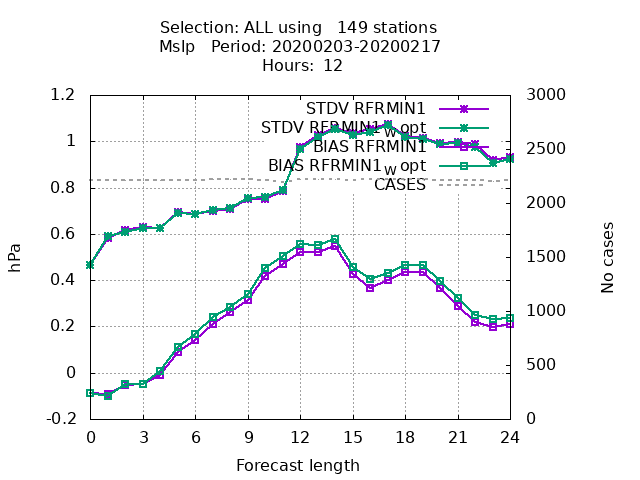 Selection: ALL using   149 stations
Mslp   Period: 20200203-20200217
Hours:  12
1.2
1
0.8
0.6
0.4
0.2
0
-0.2
3000
2500
2000
1500
1000
500
0
hPa
No cases
STDV RFRMIN1
STDV RFRMIN1_w opt
BIAS RFRMIN1
BIAS RFRMIN1_w opt
CASES
0 3 6 9 12 15 18 21 24
Forecast length